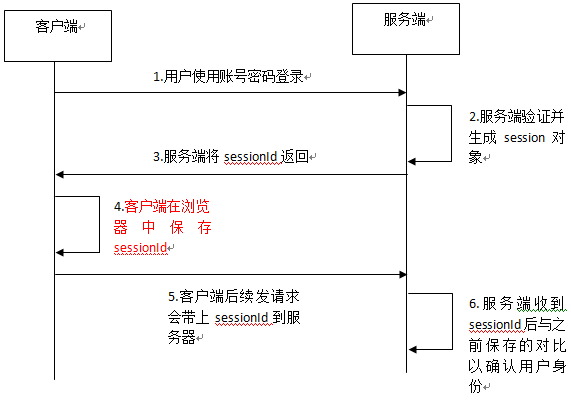 客户端
服务端
1.用户使用账号密码登录
2.服务端验证并
生成 session 对
象
3.服务端将 sessionId 返回
4.客户端在浏览
器中保存
sessionId
5.客户端后续发请求
会带上 sessionId 到服
务器
6.服务端收到
sessionId 后与之
前保存的对比
以确认用户身
份